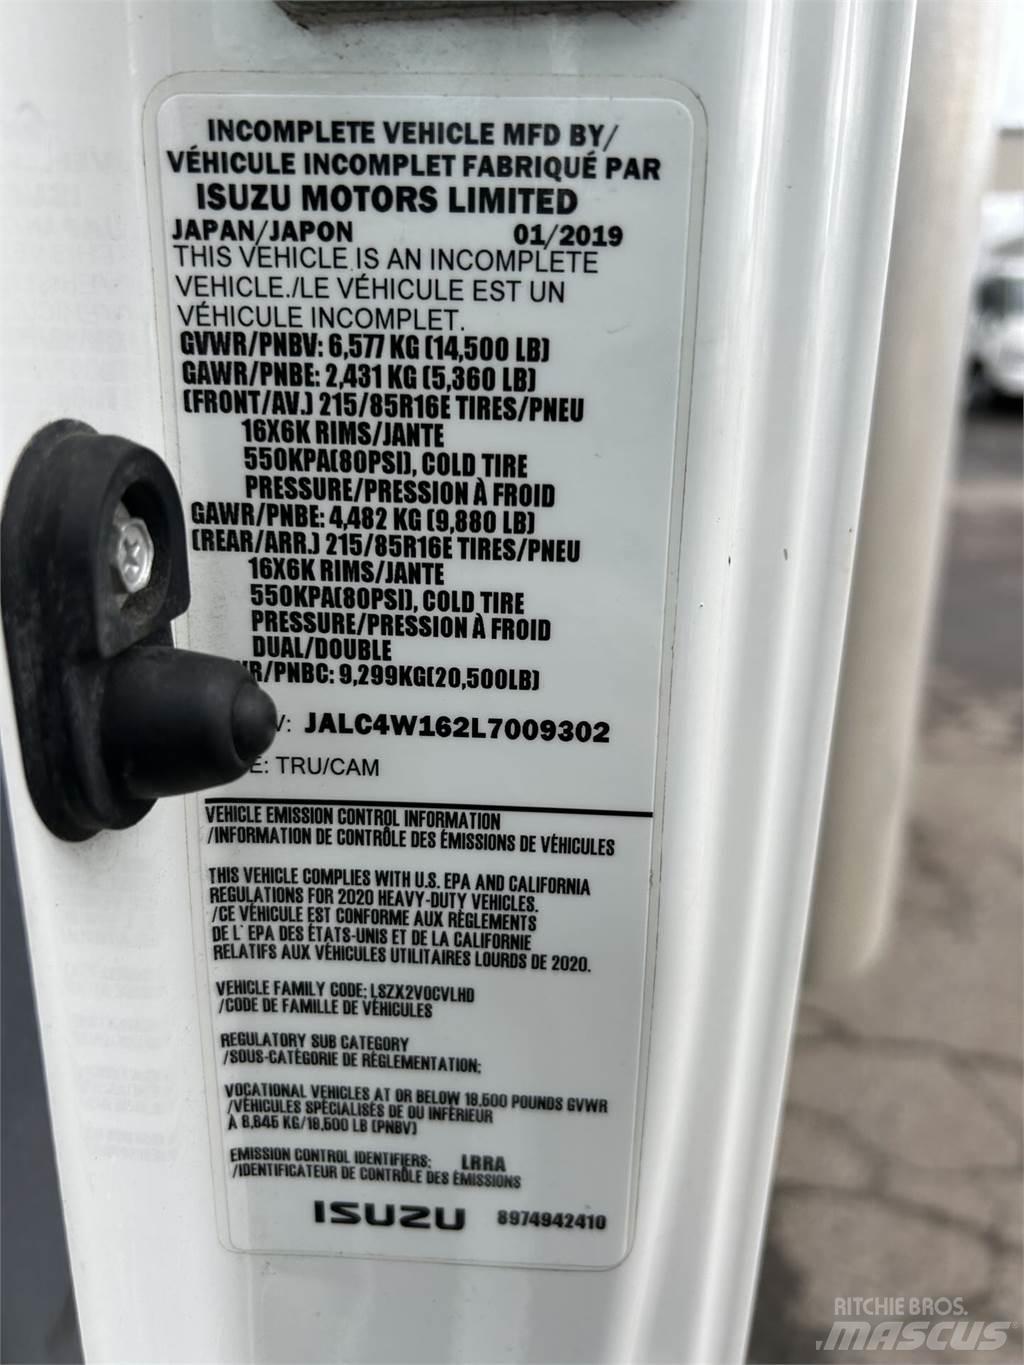 INCOMPLETE VEHICLE MFD BY/
VÉHICULE INCOMPLET FABRIQUÉ PAR
ISUZU MOTORS LIMITED
JAPAN/JAPON 01/2019
THIS VEHICLE IS AN INCOMPLETE
VEHICLE./LE VÉHICULE EST UN
VÉHICULE INCOMPLET.
GVWR/PNBV: 6,577 KG (14,500 LB)
GAWR/PNBE: 2,431 KG (5,360 LB)
(FRONT/AV.) 215/85R16E TIRES/PNEU
16X6K RIMS/JANTE
550KPA(80PSI), COLD TIRE
PRESSURE/PRESSION À FROID
GAWR/PNBE: 4,482 KG (9,880 LB)
(REAR/ARR.) 215/85R16E TIRES/PNEU
16X6K RIMS/JANTE
550KPA(80PSI), COLD TIRE
PRESSURE/PRESSION À FROID
DUAL/DOUBLE
R/PNBC: 9,299KG(20,500LB)
V: JALC4W162L7009302
E: TRU/CAM
VEHICLE EMISSION CONTROL INFORMATION
/INFORMATION DE CONTRÔLE DES ÉMISSIONS DE VÉHICULES
THIS VEHICLE COMPLIES WITH U.S. EPA AND CALIFORNIA
REGULATIONS FOR 2020 HEAVY-DUTY VEHICLES.
/CE VÉHICULE EST CONFORME AUX RÈGLEMENTS
DE L' EPA DES ÉTATS-UNIS ET DE LA CALIFORNIE
RELATIFS AUX VÉHICULES UTILITAIRES LOURDS DE 2020.
VEHICLE FAMILY CODE: LSZX2VOCVLHD
/CODE DE FAMILLE DE VÉHICULES
REGULATORY SUB CATEGORY
/SOUS-CATÉGORIE DE RÉGLEMENTATION:
VOCATIONAL VEHICLES AT OR BELOW 19,500 POUNDS GVWR
/VÉHICULES SPÉCIALISÉS DE OU INFÉRIEUR
À 8,845 KG/19,500 LB (PNBV)
EMISSION CONTROL IDENTIFIERS: LRRA
/IDENTIFICATEUR DE CONTRÔLE DES ÉMISSIONS
ISUZU 8974942410
RITCHIE BROS.
MASCUS